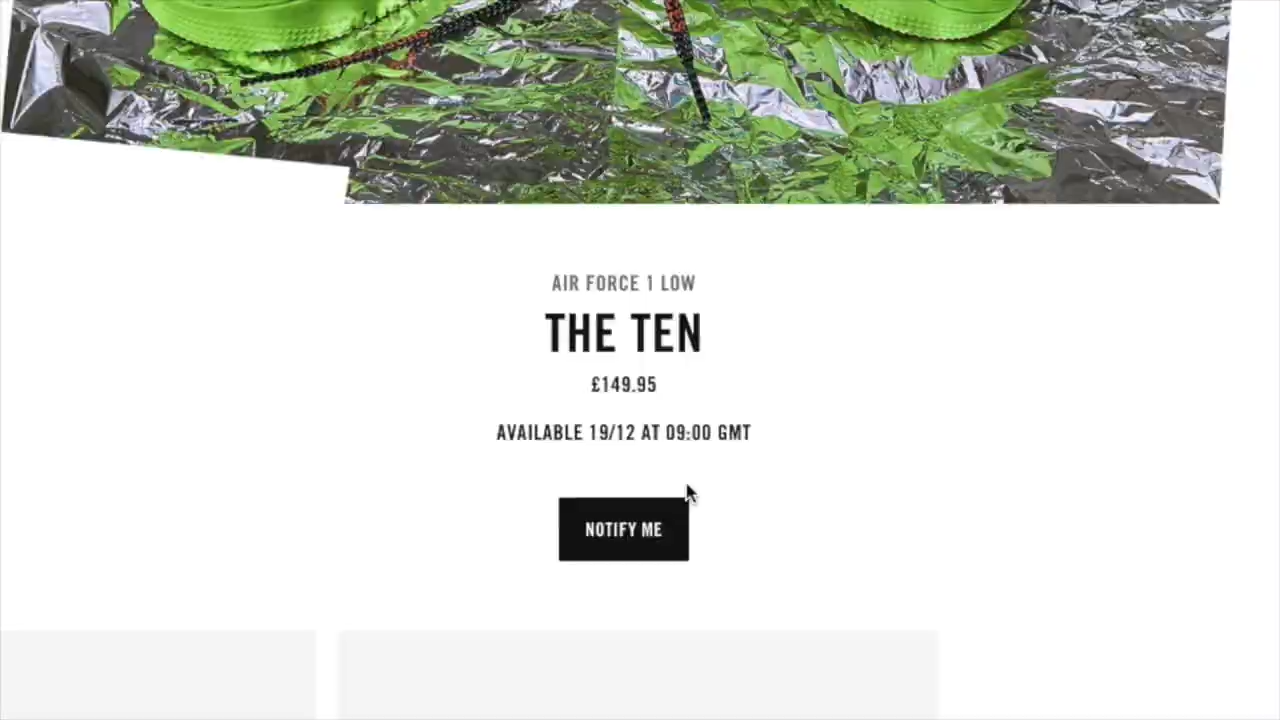 AIR FORCE 1 LOW
THE TEN
£149.95
AVAILABLE 19/12 AT 09:00 GMT
NOTIFY ME